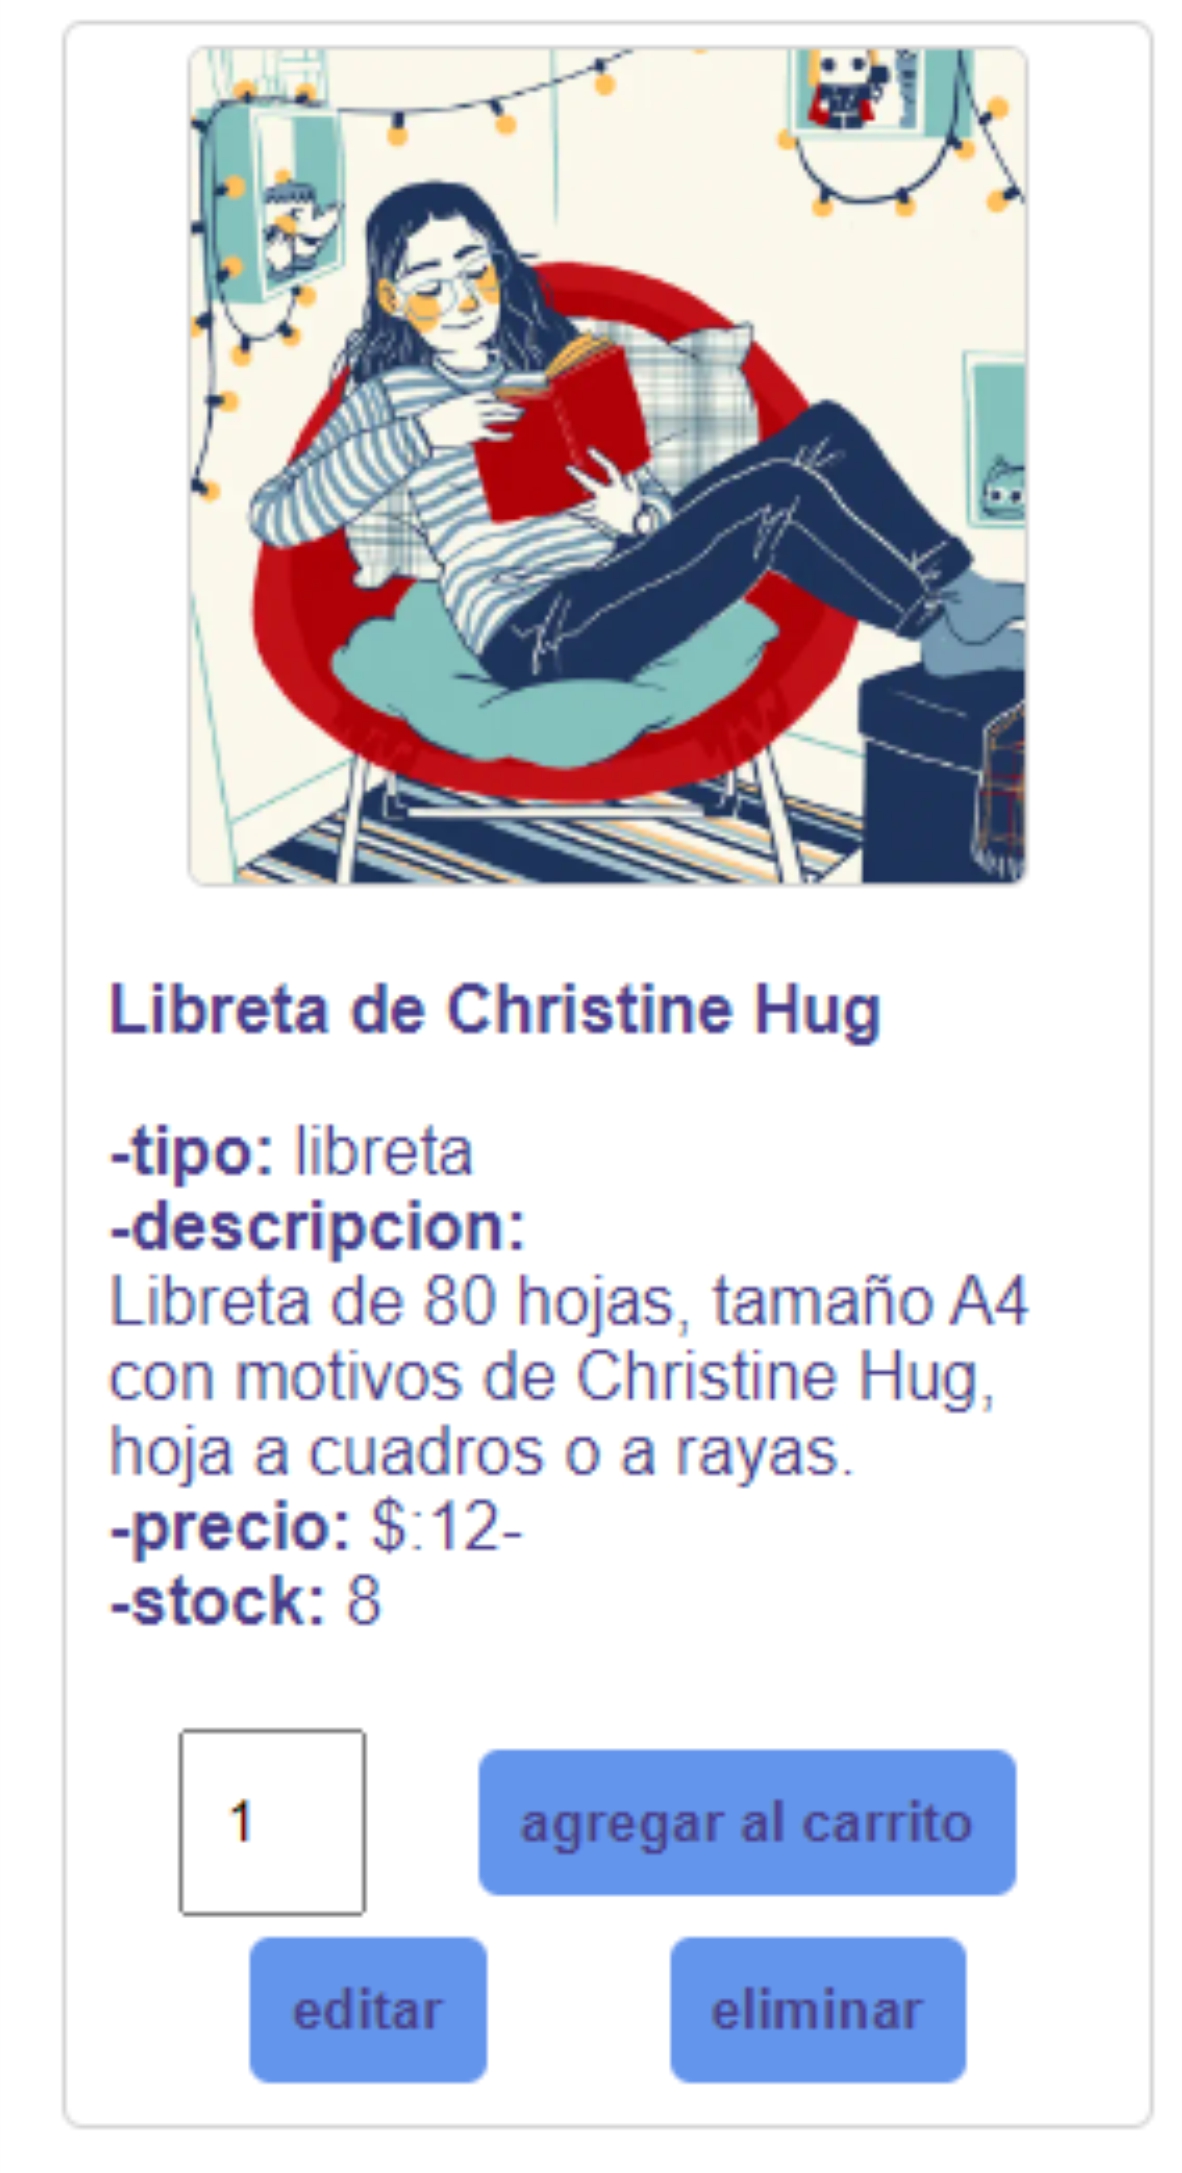 Libreta de Christine Hug
-tipo: libreta
-descripcion:
Libreta de 80 hojas, tamaño A4
con motivos de Christine Hug,
hoja a cuadros o a rayas.
-precio: $:12-
-stock: 8
1 agregar al carrito
editar eliminar